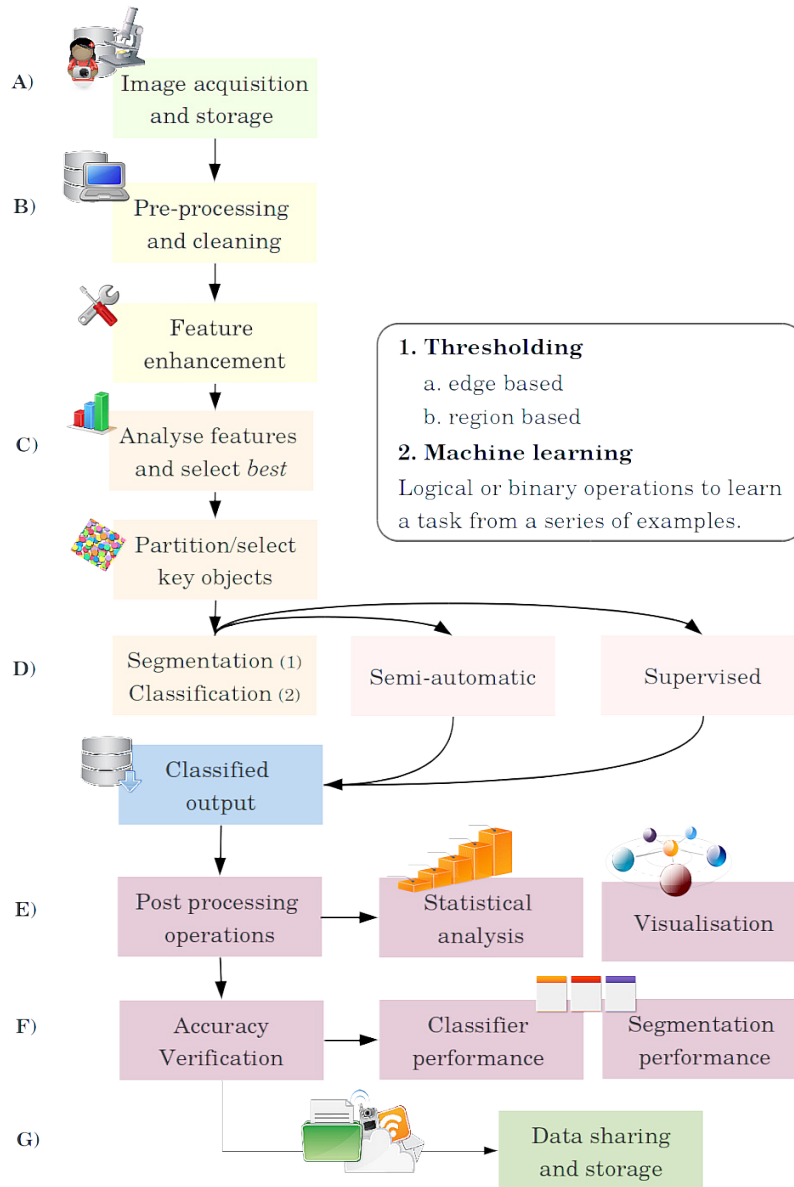 A)
Image acquisition
and storage
B)
Pre-processing
and cleaning
Feature
enhancement
1. Thresholding
a. edge based
b. region based
2. Machine learning
Logical or binary operations to learn
a task from a series of examples.
C)
Analyse features
and select best
Partition/select
key objects
D)
Segmentation (1)
Classification (2)
Semi-automatic
Supervised
Classified
output
E)
Post processing
operations
Statistical
analysis
Visualisation
F)
Accuracy
Verification
Classifier
performance
Segmentation
performance
G)
Data sharing
and storage